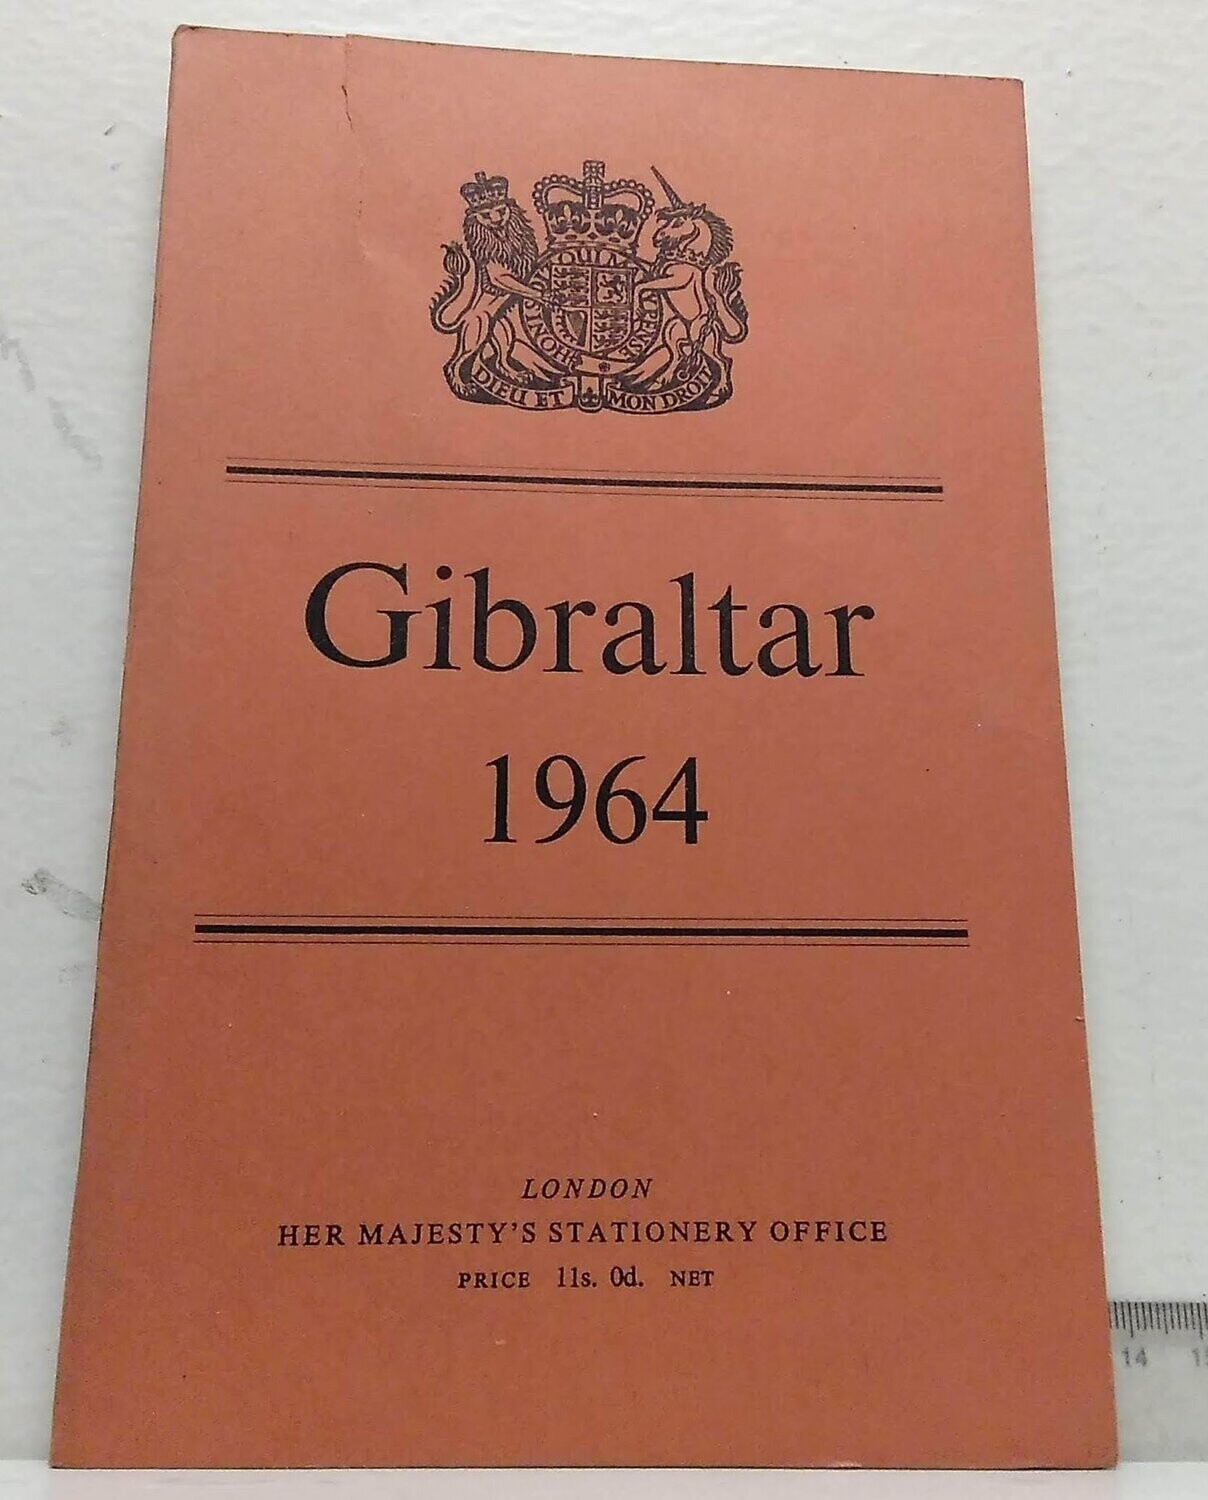 DIEU ET MON DROIT
Gibraltar
1964
LONDON
HER MAJESTY'S STATIONERY OFFICE
PRICE 11s. 0d. NET
14